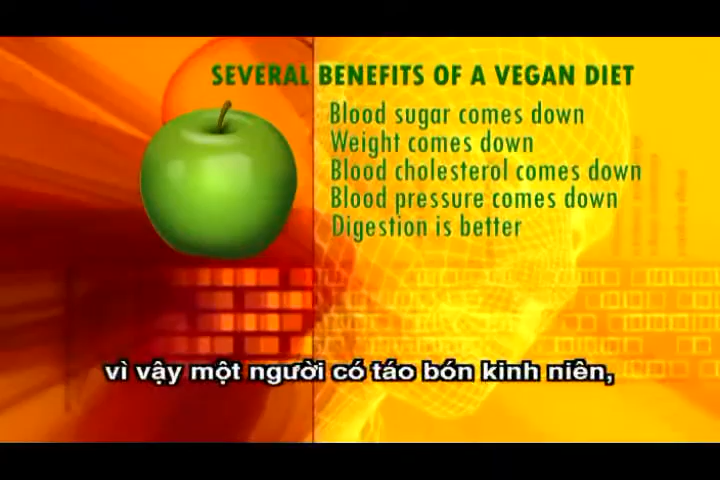 SEVERAL BENEFITS OF A VEGAN DIET
Blood sugar comes down
Weight comes down
Blood cholesterol comes down
Blood pressure comes down
Digestion is better
vì vậy một người có táo bón kinh niên,